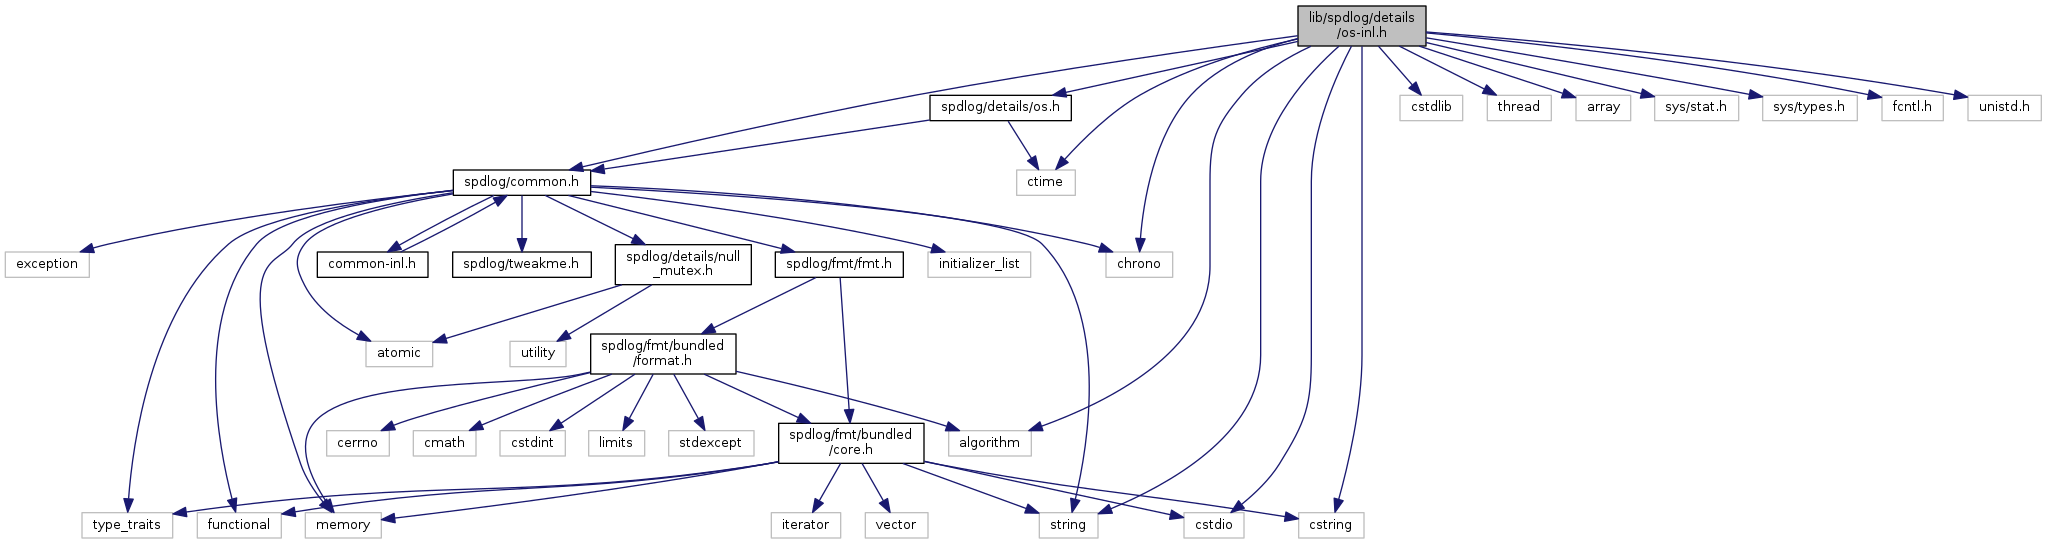 lib/spdlog/details
/os-inl.h
spdlog/details/os.h
cstdlib
thread
array
sys/stat.h
sys/types.h
fcntl.h
unistd.h
spdlog/common.h
ctime
exception
common-inl.h
spdlog/tweakme.h
spdlog/details/null
_mutex.h
spdlog/fmt/fmt.h
initializer_list
chrono
atomic
utility
spdlog/fmt/bundled
/format.h
cerrno
cmath
cstdint
limits
stdexcept
spdlog/fmt/bundled
/core.h
algorithm
type_traits
functional
memory
iterator
vector
string
cstdio
cstring